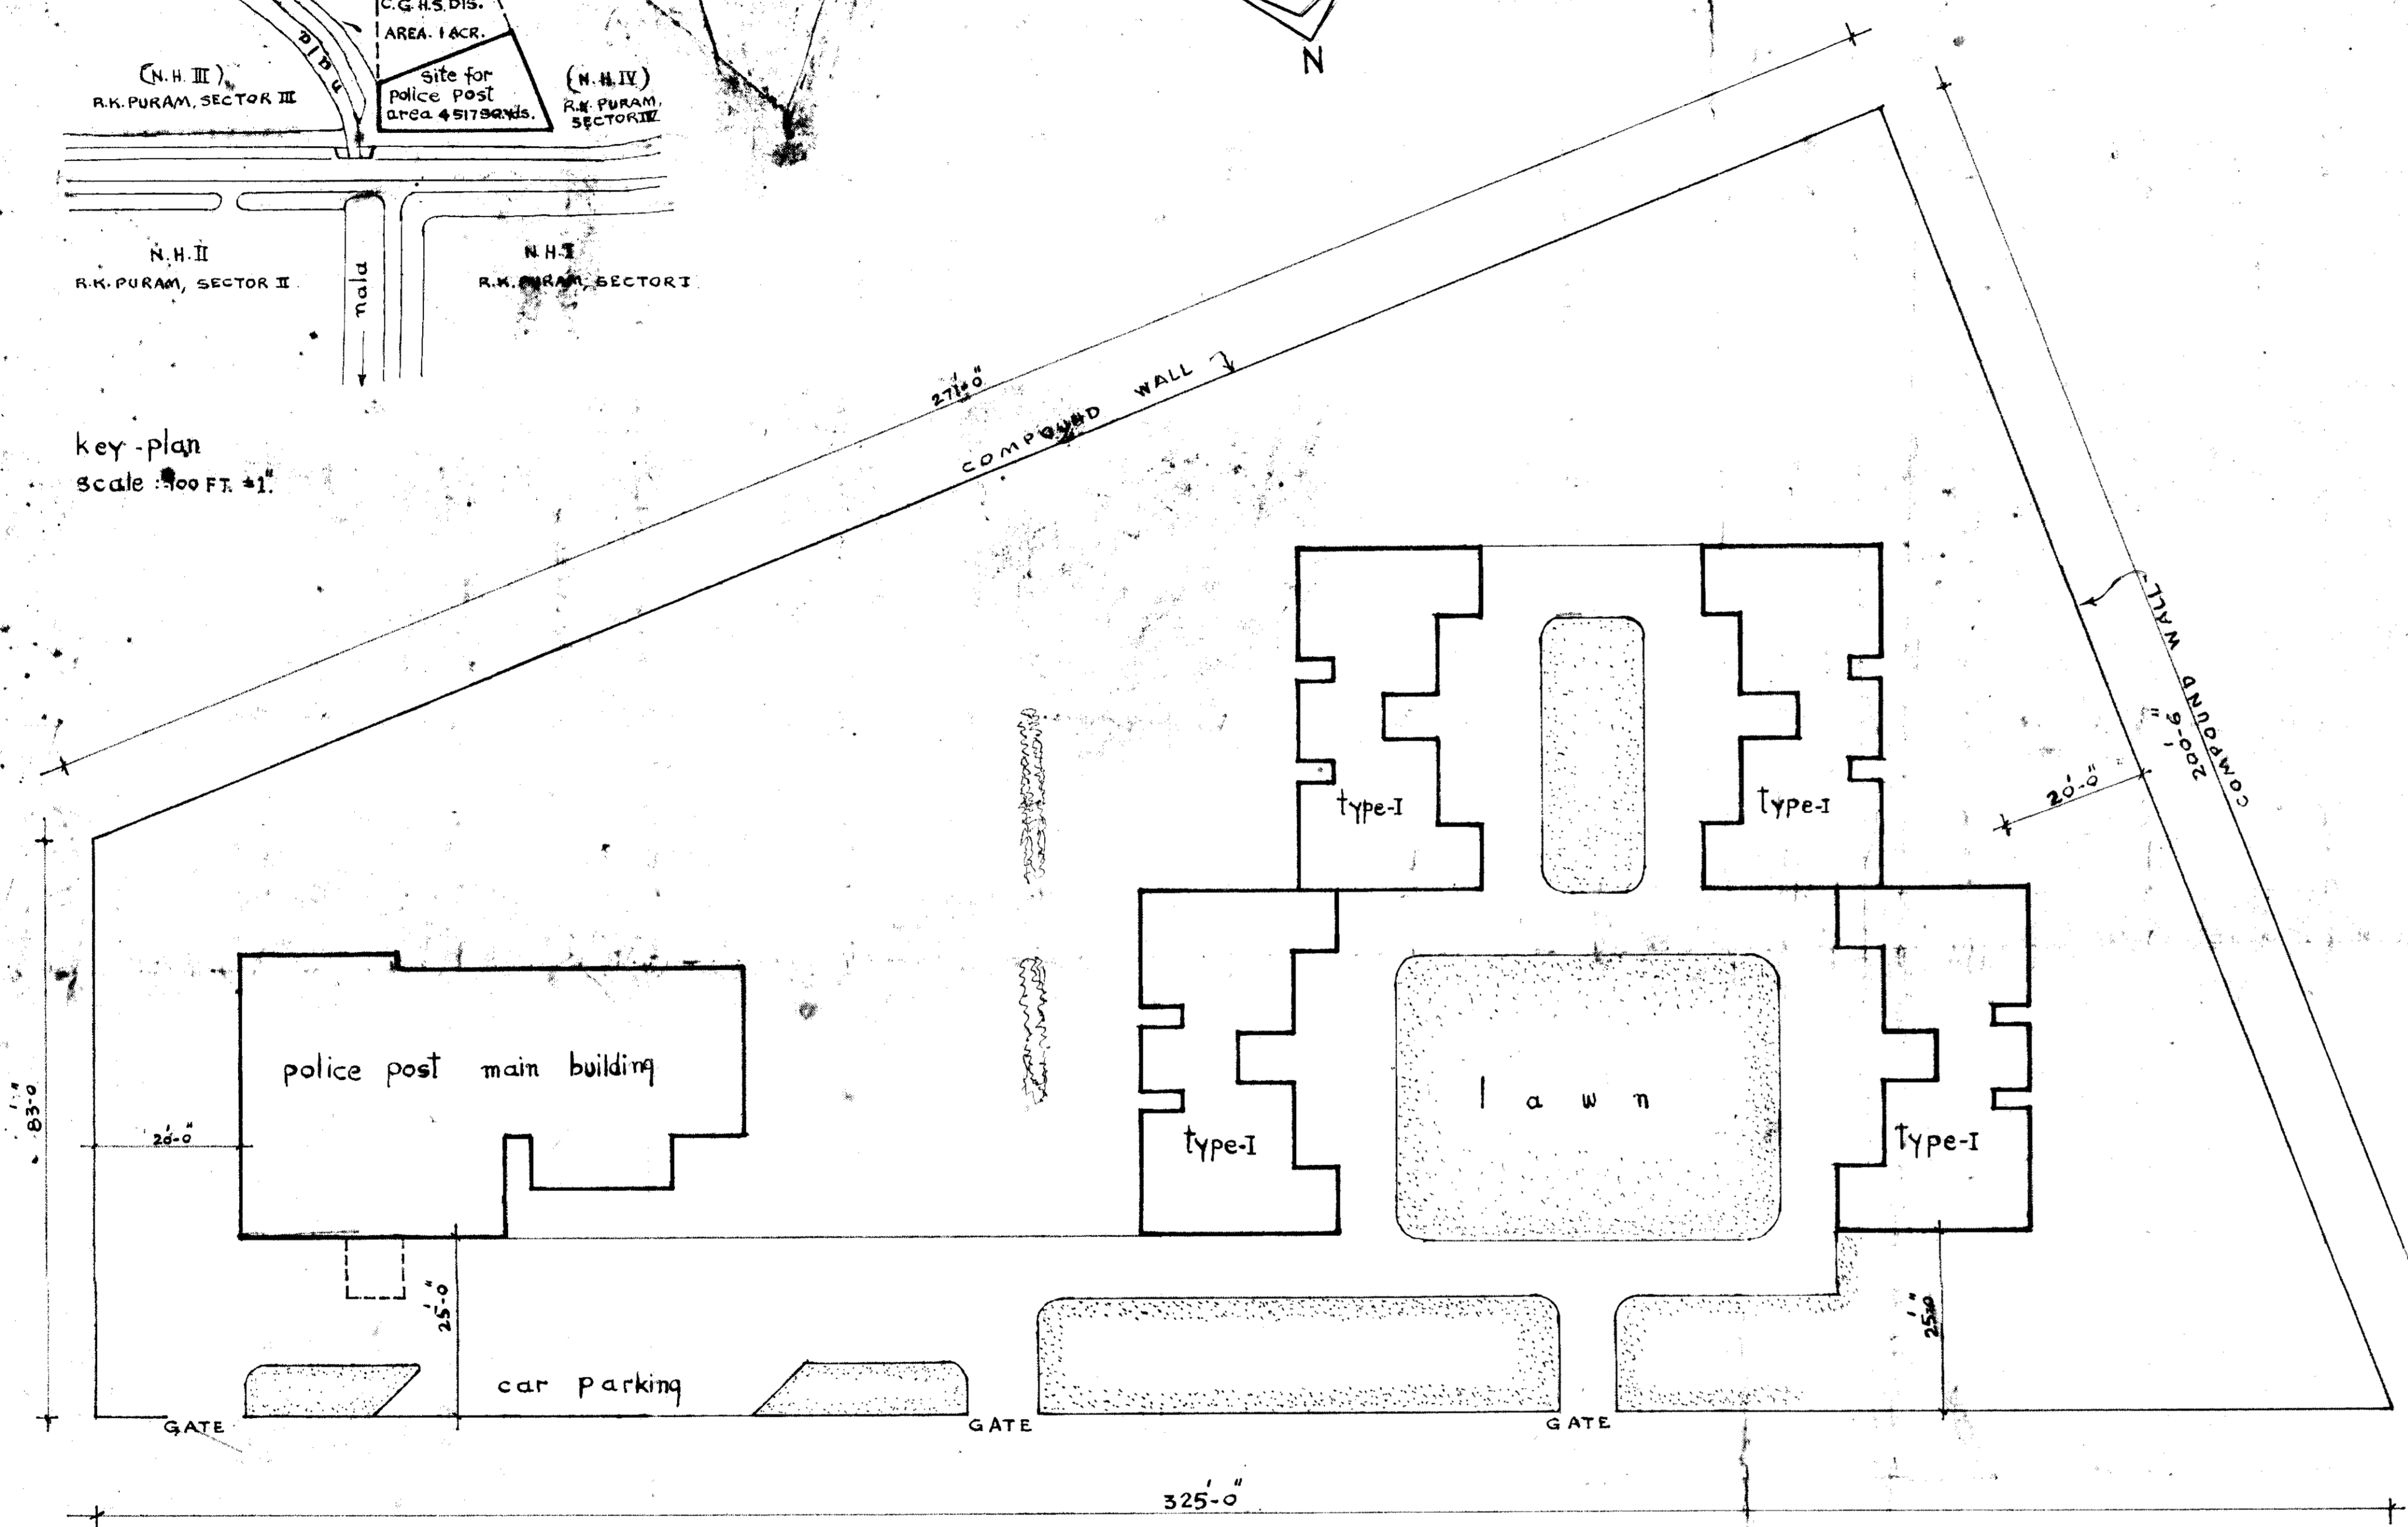 C.G.H.S. DIS.
AREA. 1 ACR.
nala
(N.H. III)
R.K. PURAM, SECTOR III
site for
police post
area 4517 sq.yds.
(N.H. IV)
R.K. PURAM,
SECTOR IV
N
N.H. II
R.K. PURAM, SECTOR II
nala
N.H. I
R.K. PURAM, SECTOR I
key-plan
scale : 400 FT. = 1".
271'-0"
COMPOUND WALL
COMPOUND WALL
200'-6"
20'-0"
type-I
type-I
police post main building
83'-0"
20'-0"
type-I
lawn
type-I
25'-0"
25'-0"
car parking
GATE
GATE
GATE
325'-0"